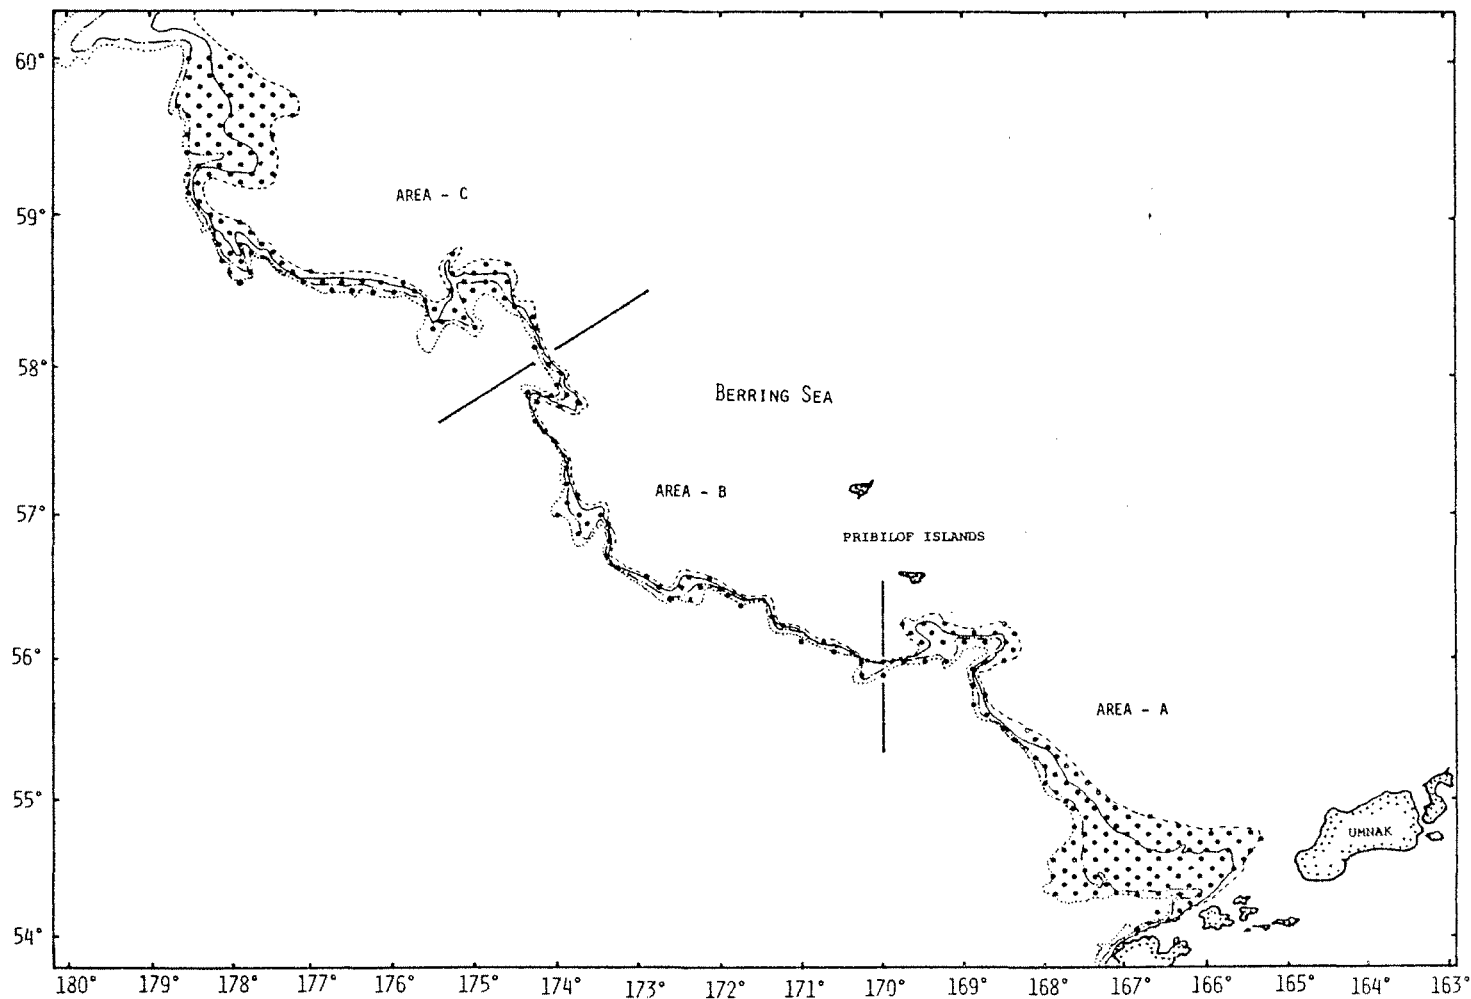 60°
AREA - C
59°
58°
BERRING SEA
AREA - B
57°
PRIBILOF ISLANDS
56°
AREA - A
55°
UMNAK
54°
180° 179° 178° 177° 176° 175° 174° 173° 172° 171° 170° 169° 168° 167° 166° 165° 164° 163°